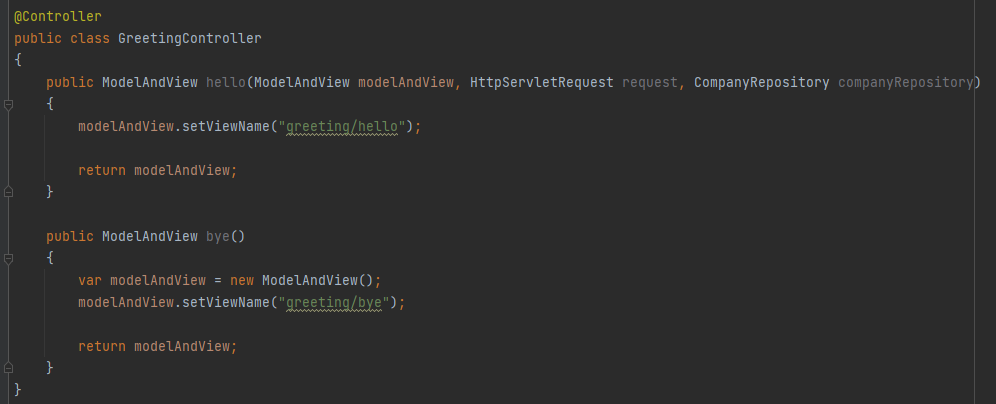 @Controller
public class GreetingController
{
    public ModelAndView hello(ModelAndView modelAndView, HttpServletRequest request, CompanyRepository companyRepository)
    {
        modelAndView.setViewName("greeting/hello");
        return modelAndView;
    }
    public ModelAndView bye()
    {
        var modelAndView = new ModelAndView();
        modelAndView.setViewName("greeting/bye");
        return modelAndView;
    }
}